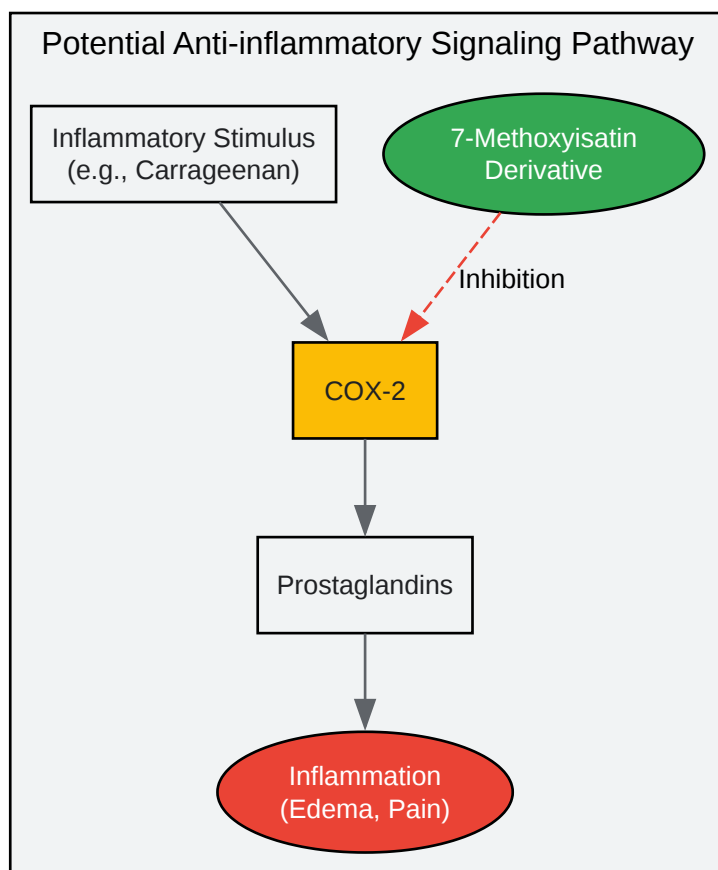 Potential Anti-inflammatory Signaling Pathway
Inflammatory Stimulus
(e.g., Carrageenan)
7-Methoxyisatin
Derivative
Inhibition
COX-2
Prostaglandins
Inflammation
(Edema, Pain)